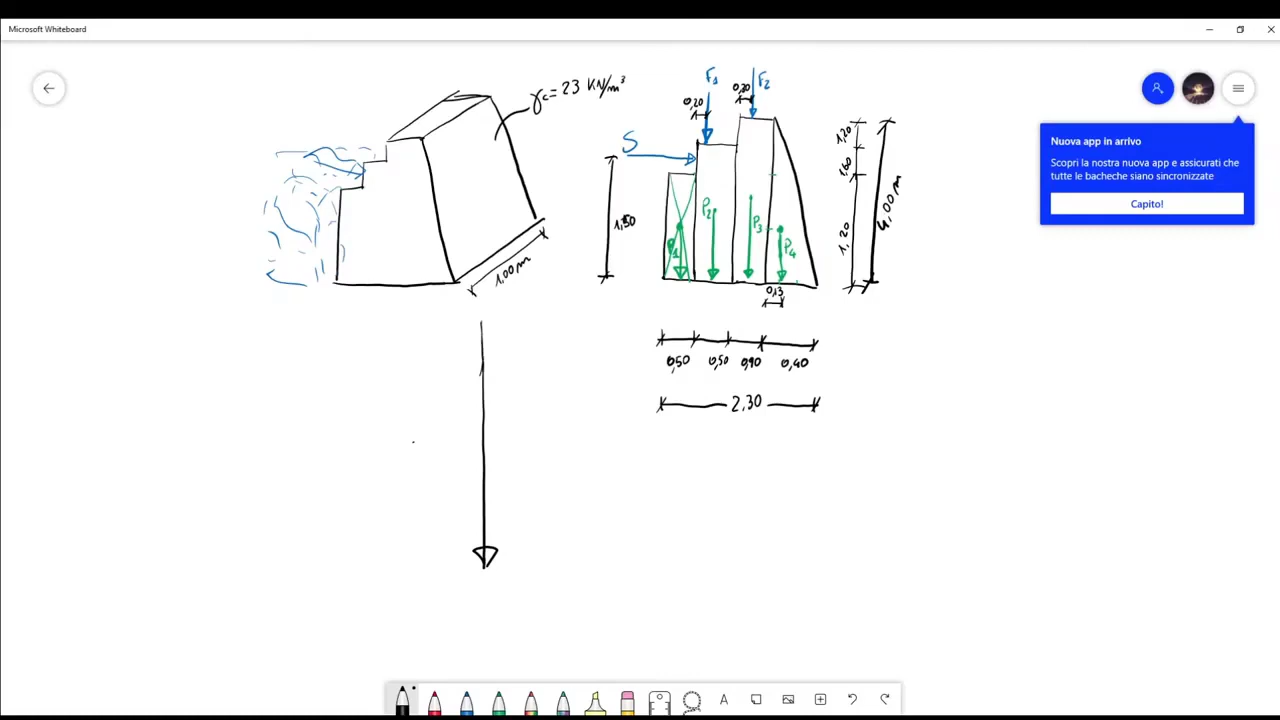 Microsoft Whiteboard
Nuova app in arrivo
Scopri la nostra nuova app e assicurati che
tutte le bacheche siano sincronizzate
Capito!
γc = 23 KN/m³
1,00 m
S
F1
F2
0,20
0,20
1,50
P1
P2
P3
P4
0,13
1,20
1,60
1,20
4,00 m
0,50 0,50 0,90 0,40
2,30
A